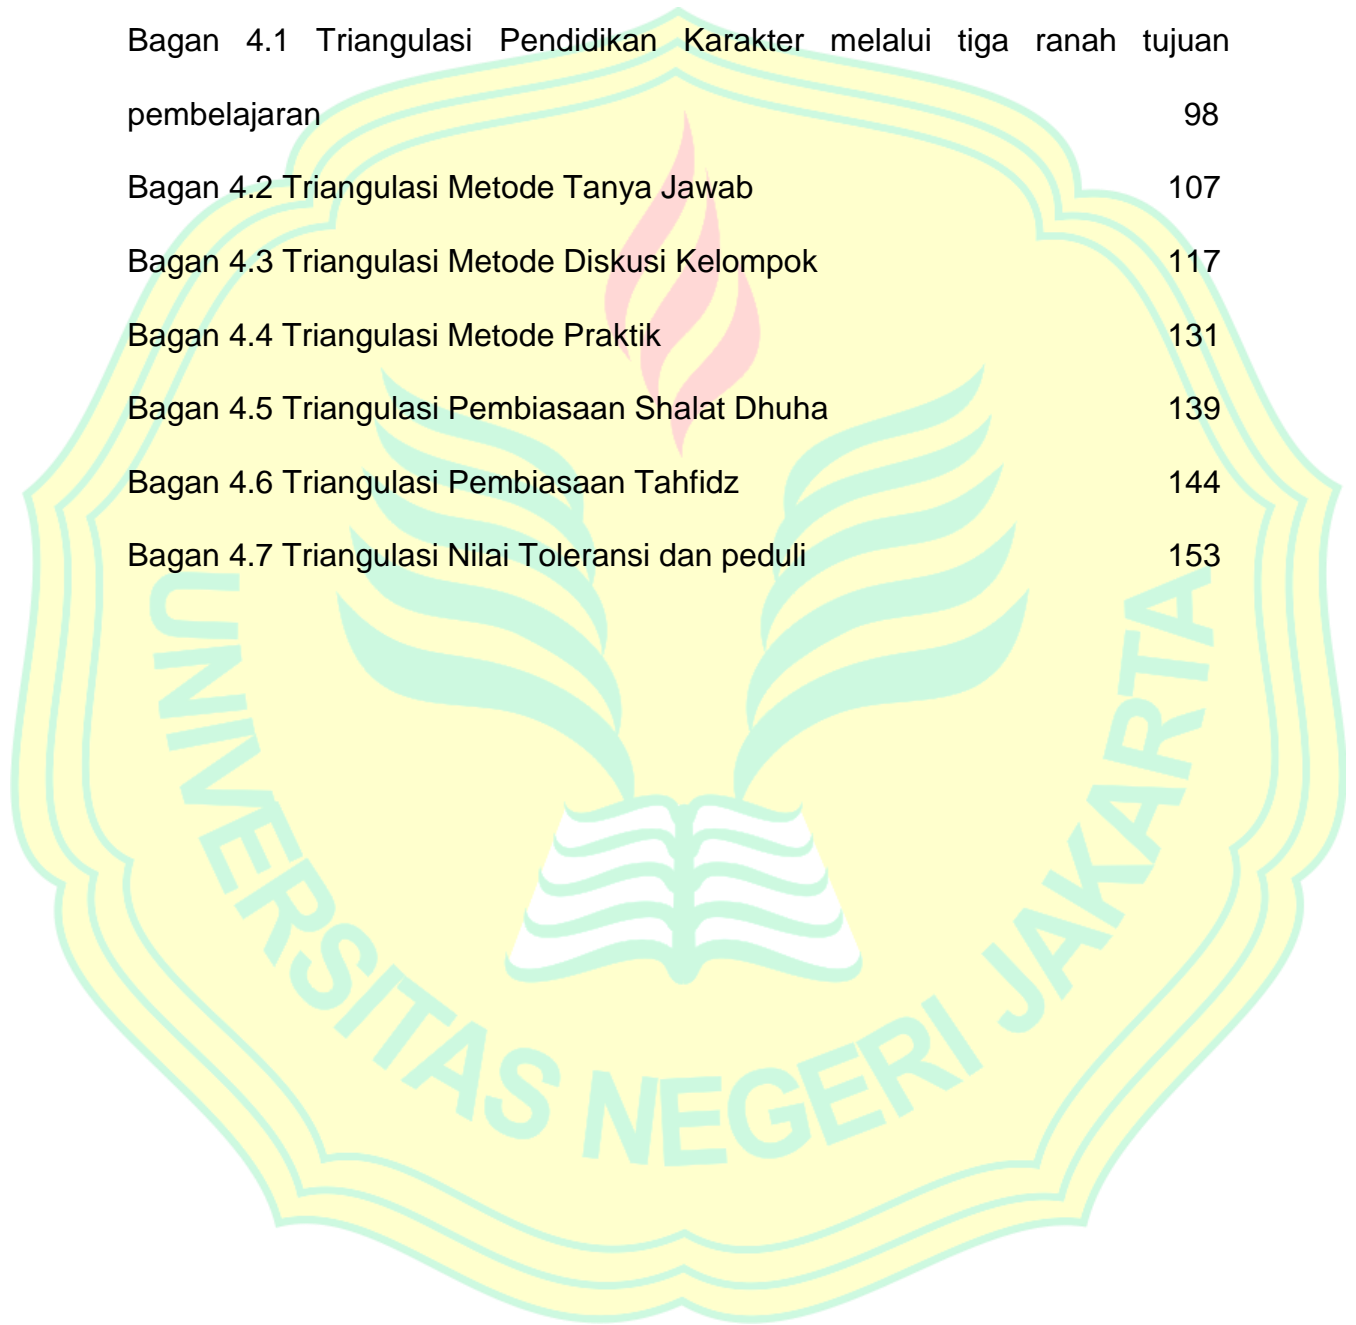 Bagan 4.1 Triangulasi Pendidikan Karakter melalui tiga ranah tujuan
pembelajaran 98
Bagan 4.2 Triangulasi Metode Tanya Jawab 107
Bagan 4.3 Triangulasi Metode Diskusi Kelompok 117
Bagan 4.4 Triangulasi Metode Praktik 131
Bagan 4.5 Triangulasi Pembiasaan Shalat Dhuha 139
Bagan 4.6 Triangulasi Pembiasaan Tahfidz 144
Bagan 4.7 Triangulasi Nilai Toleransi dan peduli 153
UNIVERSITAS NEGERI JAKARTA